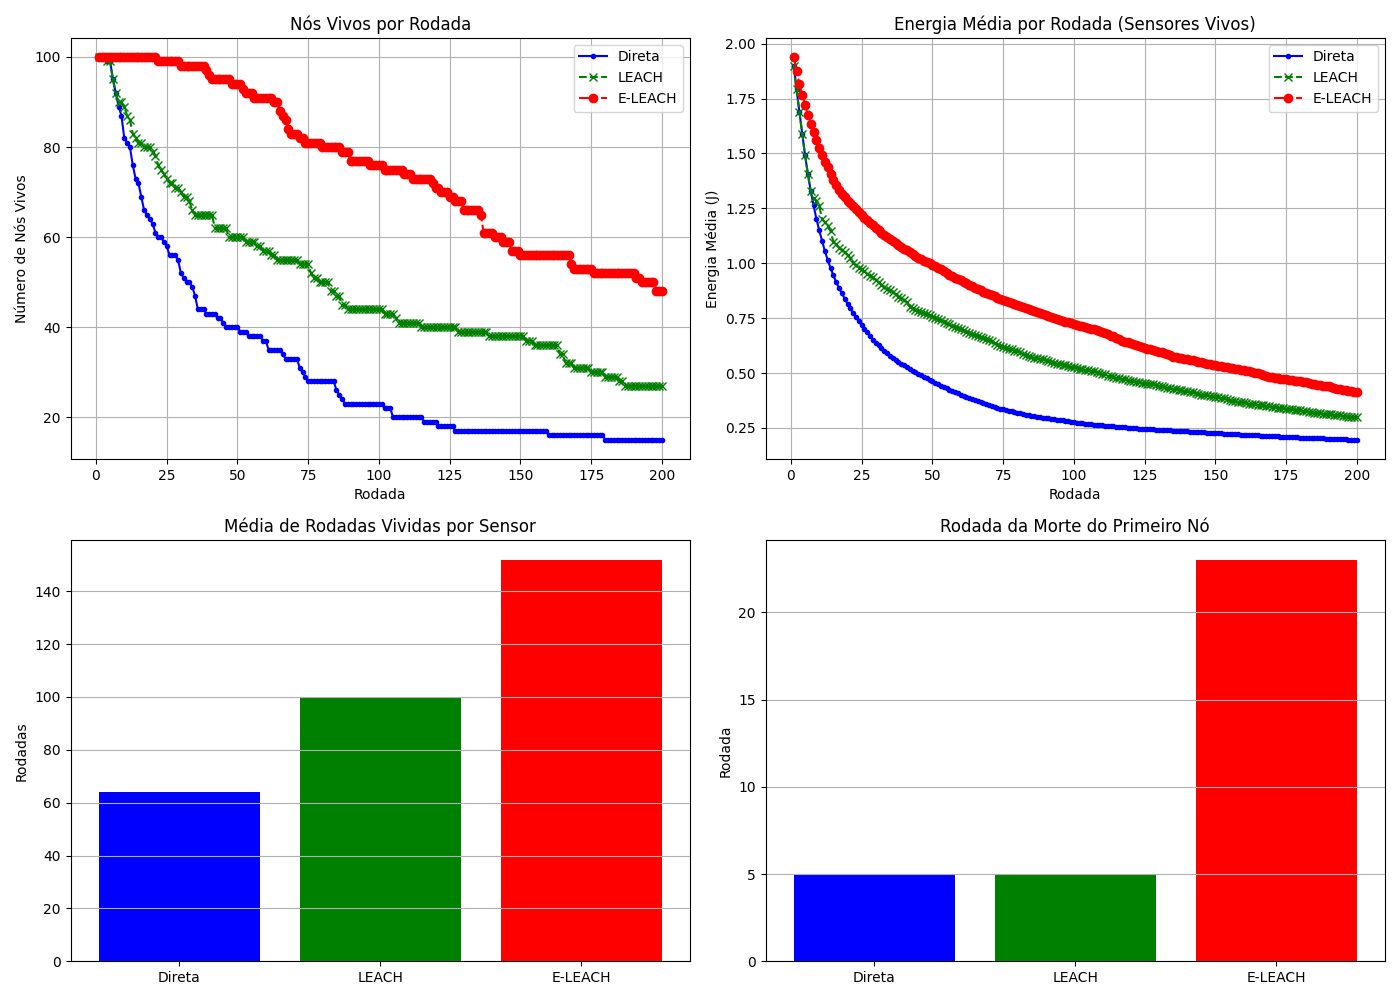 Nós Vivos por Rodada
Número de Nós Vivos
100
80
60
40
20
0 25 50 75 100 125 150 175 200
Rodada
Direta
LEACH
E-LEACH
Energia Média por Rodada (Sensores Vivos)
Energia Média (J)
2.00
1.75
1.50
1.25
1.00
0.75
0.50
0.25
0 25 50 75 100 125 150 175 200
Rodada
Direta
LEACH
E-LEACH
Média de Rodadas Vividas por Sensor
Rodadas
140
120
100
80
60
40
20
0
Direta LEACH E-LEACH
Rodada da Morte do Primeiro Nó
Rodada
20
15
10
5
0
Direta LEACH E-LEACH